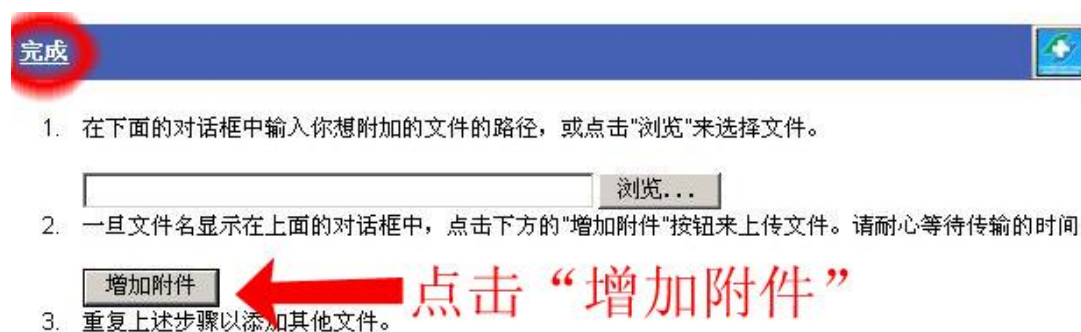 完成
1. 在下面的对话框中输入你想附加的文件的路径，或点击"浏览"来选择文件。
浏览...
2. 一旦文件名显示在上面的对话框中，点击下方的"增加附件"按钮来上传文件。请耐心等待传输的时间
增加附件
点击“增加附件”
3. 重复上述步骤以添加其他文件。